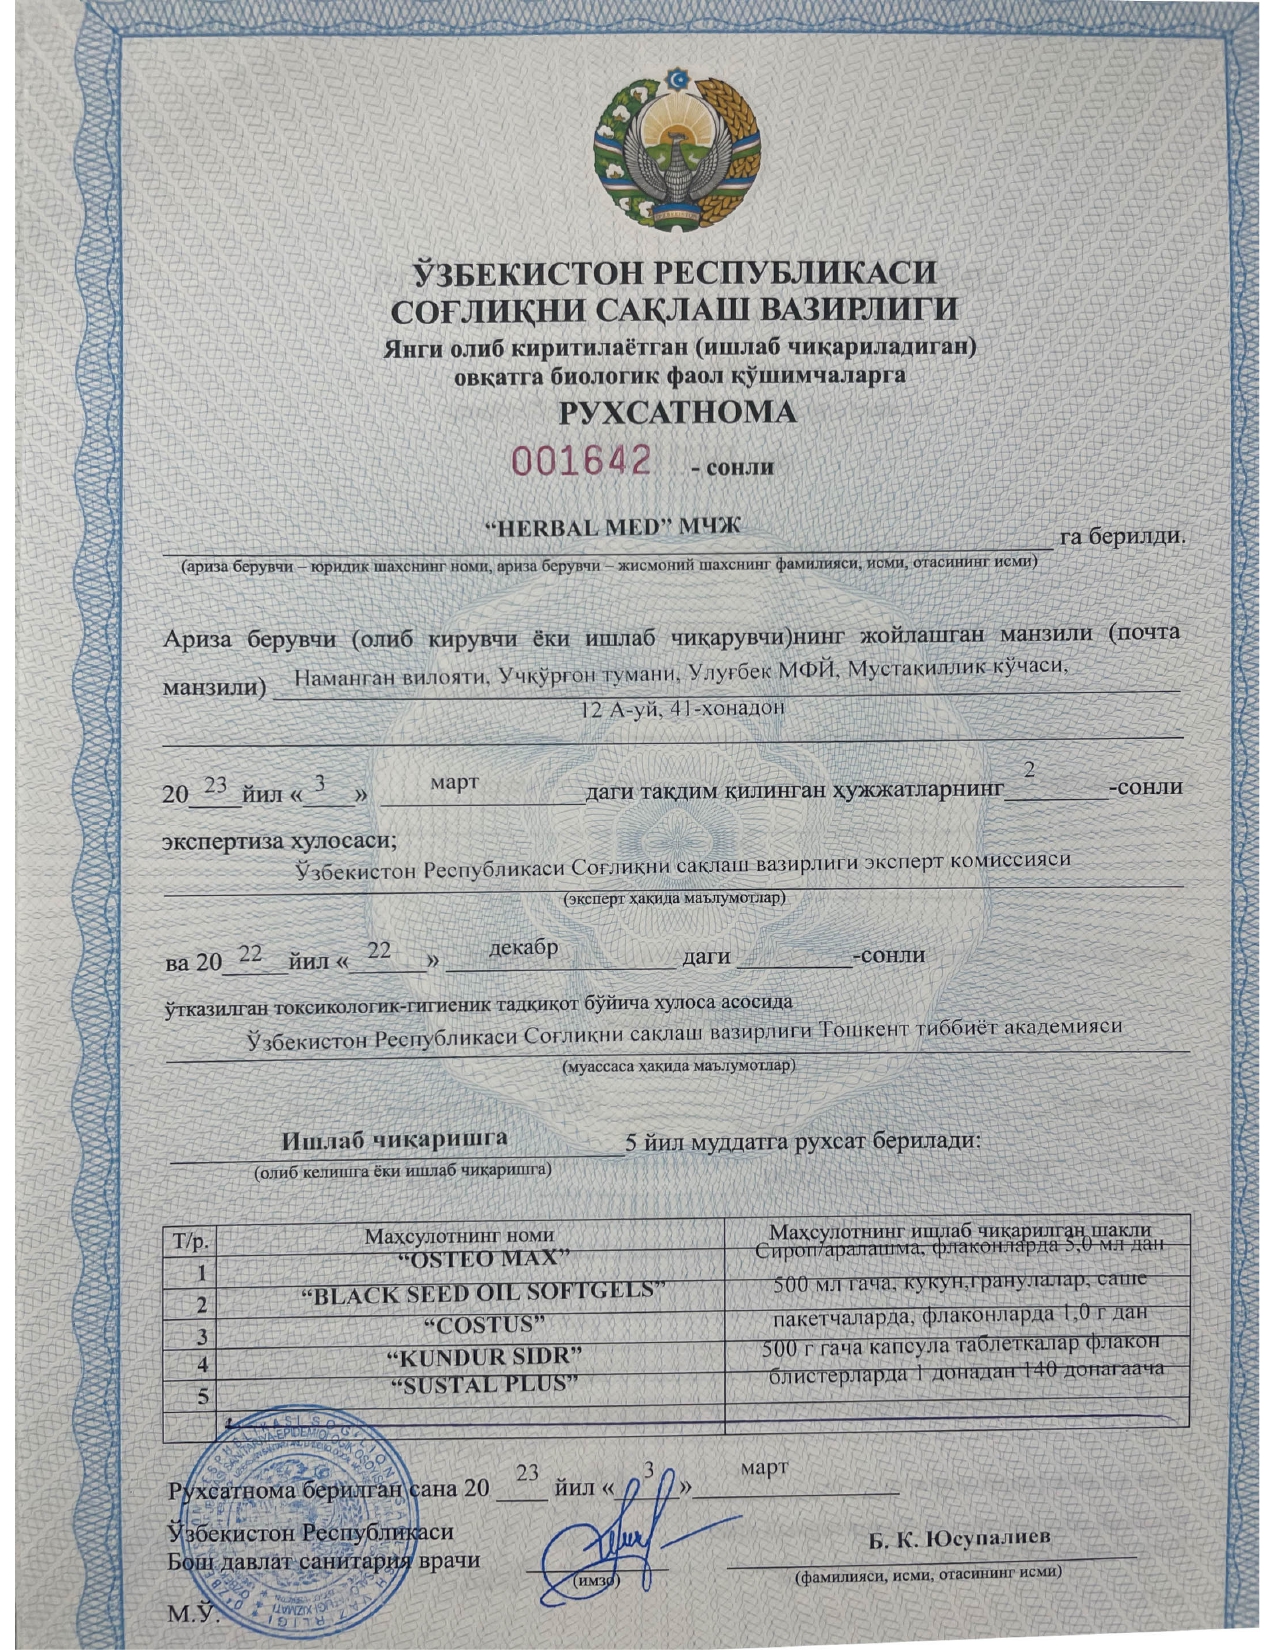 ЎЗБЕКИСТОН РЕСПУБЛИКАСИ
СОҒЛИҚНИ САҚЛАШ ВАЗИРЛИГИ
Янги олиб киритилаётган (ишлаб чиқариладиган)
овқатга биологик фаол қўшимчаларга
РУХСАТНОМА
001642 - сонли
“HERBAL MED” МЧЖ га берилди.
(ариза берувчи – юридик шахснинг номи, ариза берувчи – жисмоний шахснинг фамилияси, исми, отасининг исми)
Ариза берувчи (олиб кирувчи ёки ишлаб чиқарувчи)нинг жойлашган манзили (почта
манзили) Наманган вилояти, Учқўрғон тумани, Улуғбек МФЙ, Мустақиллик кўчаси,
12 А-уй, 41-хонадон
20 23 йил « 3 » март даги тақдим қилинган ҳужжатларнинг 2 -сонли
экспертиза хулосаси;
Ўзбекистон Республикаси Соғлиқни сақлаш вазирлиги эксперт комиссияси
(эксперт ҳақида маълумотлар)
ва 20 22 йил « 22 » декабр даги -сонли
ўтказилган токсикологик-гигиеник тадқиқот бўйича хулоса асосида
Ўзбекистон Республикаси Соғлиқни сақлаш вазирлиги Тошкент тиббиёт академияси
(муассаса ҳақида маълумотлар)
Ишлаб чиқаришга 5 йил муддатга рухсат берилади:
(олиб келишга ёки ишлаб чиқаришга)
Т/р. Маҳсулотнинг номи Маҳсулотнинг ишлаб чиқарилган шакли
1 “OSTEO MAX” Сироп/аралашма, флаконларда 5,0 мл дан
2 “BLACK SEED OIL SOFTGELS” 500 мл гача, кукун,гранулалар, саше
3 “COSTUS” пакетчаларда, флаконларда 1,0 г дан
4 “KUNDUR SIDR” 500 г гача капсула таблеткалар флакон
5 “SUSTAL PLUS” блистерларда 1 донадан 140 донагаача
Рухсатнома берилган сана 20 23 йил « 3 » март
Ўзбекистон Республикаси
Бош давлат санитария врачи Б. К. Юсупалиев
(имзо) (фамилияси, исми, отасининг исми)
М.Ў.